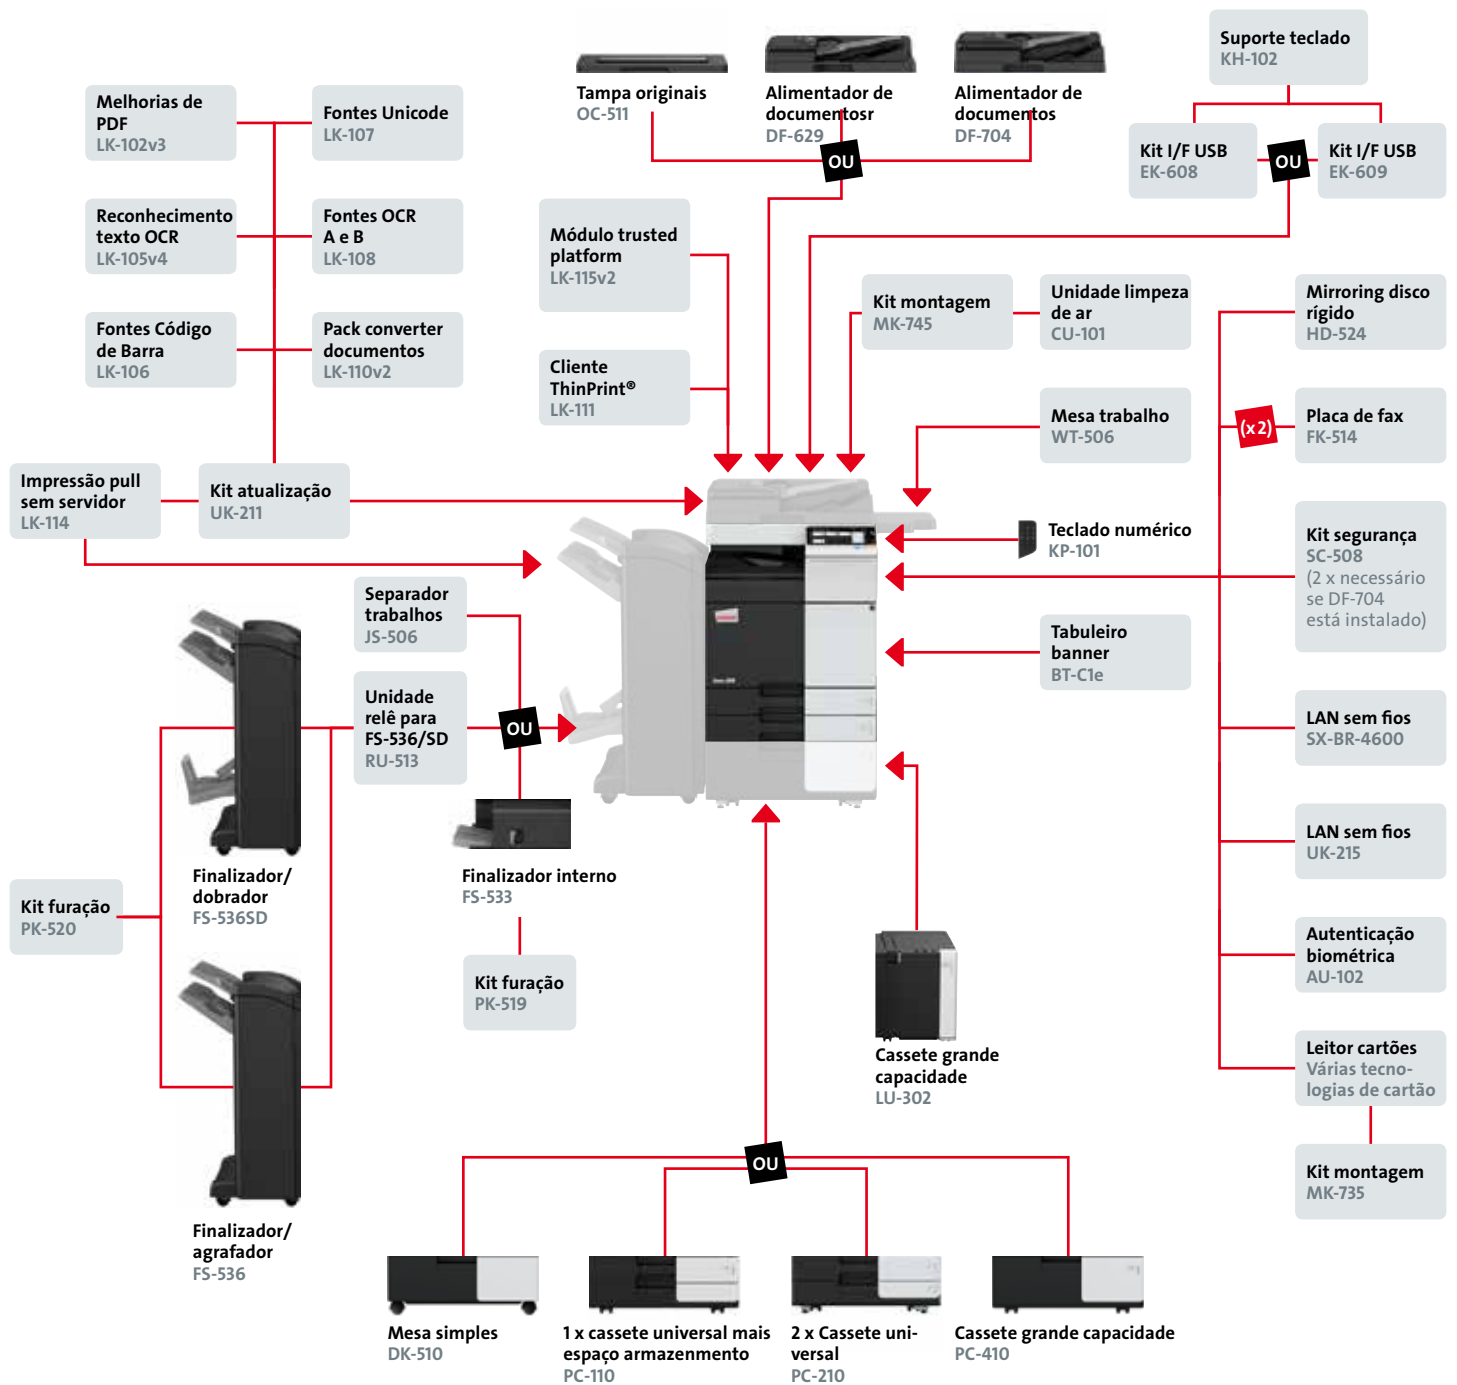 Suporte teclado
KH-102
Tampa originais
OC-511
Alimentador de
documentosr
DF-629
Alimentador de
documentos
DF-704
OU
Melhorias de
PDF
LK-102v3
Fontes Unicode
LK-107
Kit I/F USB
EK-608
OU
Kit I/F USB
EK-609
Reconhecimento
texto OCR
LK-105v4
Fontes OCR
A e B
LK-108
Módulo trusted
platform
LK-115v2
Kit montagem
MK-745
Unidade limpeza
de ar
CU-101
Mirroring disco
rígido
HD-524
Fontes Código
de Barra
LK-106
Pack converter
documentos
LK-110v2
Cliente
ThinPrint®
LK-111
Mesa trabalho
WT-506
(x2)
Placa de fax
FK-514
Impressão pull
sem servidor
LK-114
Kit atualização
UK-211
Teclado numérico
KP-101
Kit segurança
SC-508
(2 x necessário
se DF-704
está instalado)
Separador
trabalhos
JS-506
Tabuleiro
banner
BT-C1e
Unidade
relê para
FS-536/SD
RU-513
OU
LAN sem fios
SX-BR-4600
LAN sem fios
UK-215
Finalizador/
dobrador
FS-536SD
Finalizador interno
FS-533
Kit furação
PK-520
Autenticação
biométrica
AU-102
Kit furação
PK-519
Cassete grande
capacidade
LU-302
Leitor cartões
Várias tecno-
logias de cartão
OU
Kit montagem
MK-735
Finalizador/
agrafador
FS-536
Mesa simples
DK-510
1 x cassete universal mais
espaço armazenmento
PC-110
2 x Cassete uni-
versal
PC-210
Cassete grande capacidade
PC-410